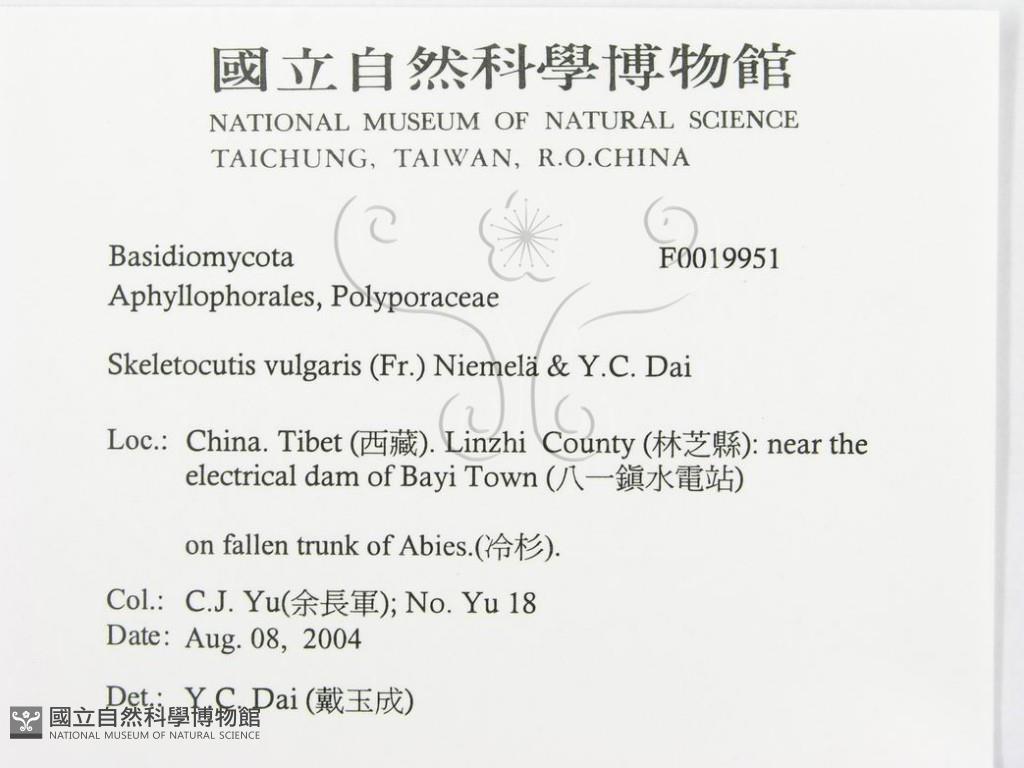 國立自然科學博物館
NATIONAL MUSEUM OF NATURAL SCIENCE
TAICHUNG, TAIWAN, R.O.CHINA
Basidiomycota F0019951
Aphyllophorales, Polyporaceae
Skeletocutis vulgaris (Fr.) Niemelä & Y.C. Dai
Loc.: China. Tibet (西藏). Linzhi County (林芝縣): near the
electrical dam of Bayi Town (八一鎮水電站)
on fallen trunk of Abies.(冷杉).
Col.: C.J. Yu(余長軍); No. Yu 18
Date: Aug. 08, 2004
Det.: Y.C. Dai (戴玉成)
國立自然科學博物館
NATIONAL MUSEUM OF NATURAL SCIENCE